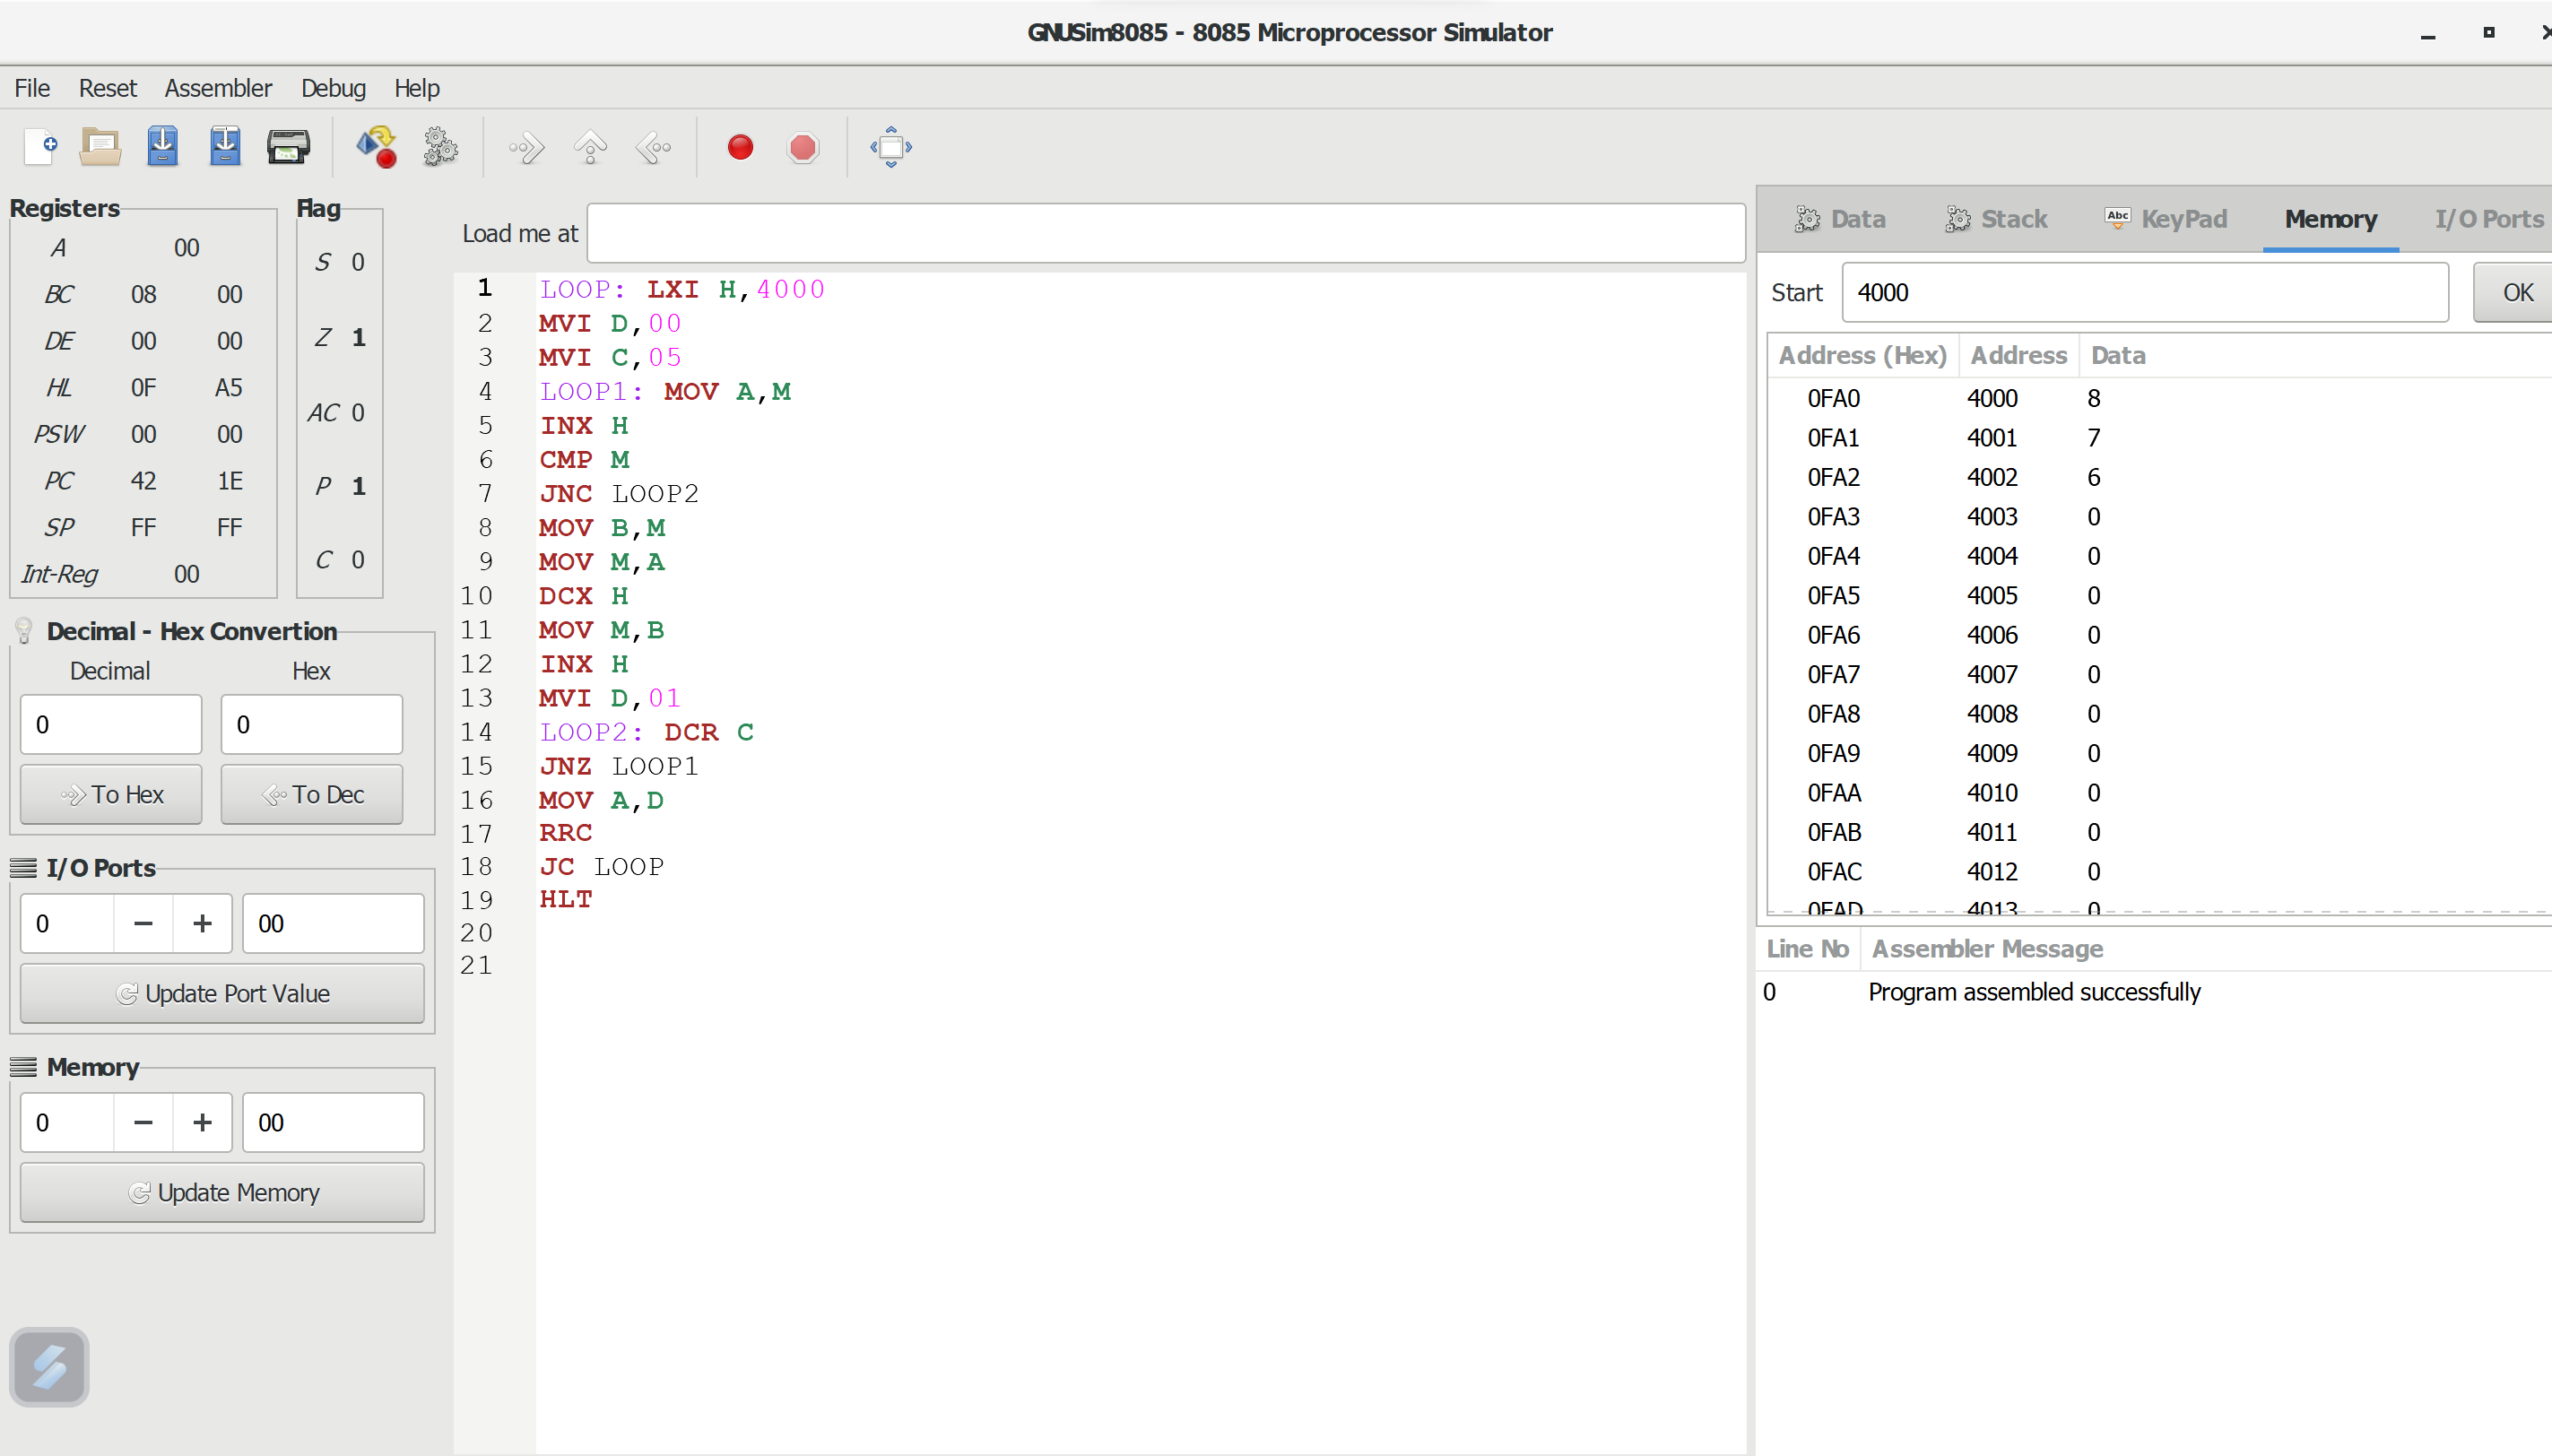 GNUSim8085 - 8085 Microprocessor Simulator
File Reset Assembler Debug Help
Registers
A 00
BC 08 00
DE 00 00
HL 0F A5
PSW 00 00
PC 42 1E
SP FF FF
Int-Reg 00
Flag
S 0
Z 1
AC 0
P 1
C 0
Decimal - Hex Convertion
Decimal Hex
0 0
To Hex To Dec
I/O Ports
0 − + 00
Update Port Value
Memory
0 − + 00
Update Memory
Load me at
1 LOOP: LXI H,4000
2 MVI D,00
3 MVI C,05
4 LOOP1: MOV A,M
5 INX H
6 CMP M
7 JNC LOOP2
8 MOV B,M
9 MOV M,A
10 DCX H
11 MOV M,B
12 INX H
13 MVI D,01
14 LOOP2: DCR C
15 JNZ LOOP1
16 MOV A,D
17 RRC
18 JC LOOP
19 HLT
20
21
Data Stack Abc KeyPad Memory I/O Ports
Start 4000 OK
Address (Hex) Address Data
0FA0 4000 8
0FA1 4001 7
0FA2 4002 6
0FA3 4003 0
0FA4 4004 0
0FA5 4005 0
0FA6 4006 0
0FA7 4007 0
0FA8 4008 0
0FA9 4009 0
0FAA 4010 0
0FAB 4011 0
0FAC 4012 0
0FAD 4013 0
Line No Assembler Message
0 Program assembled successfully